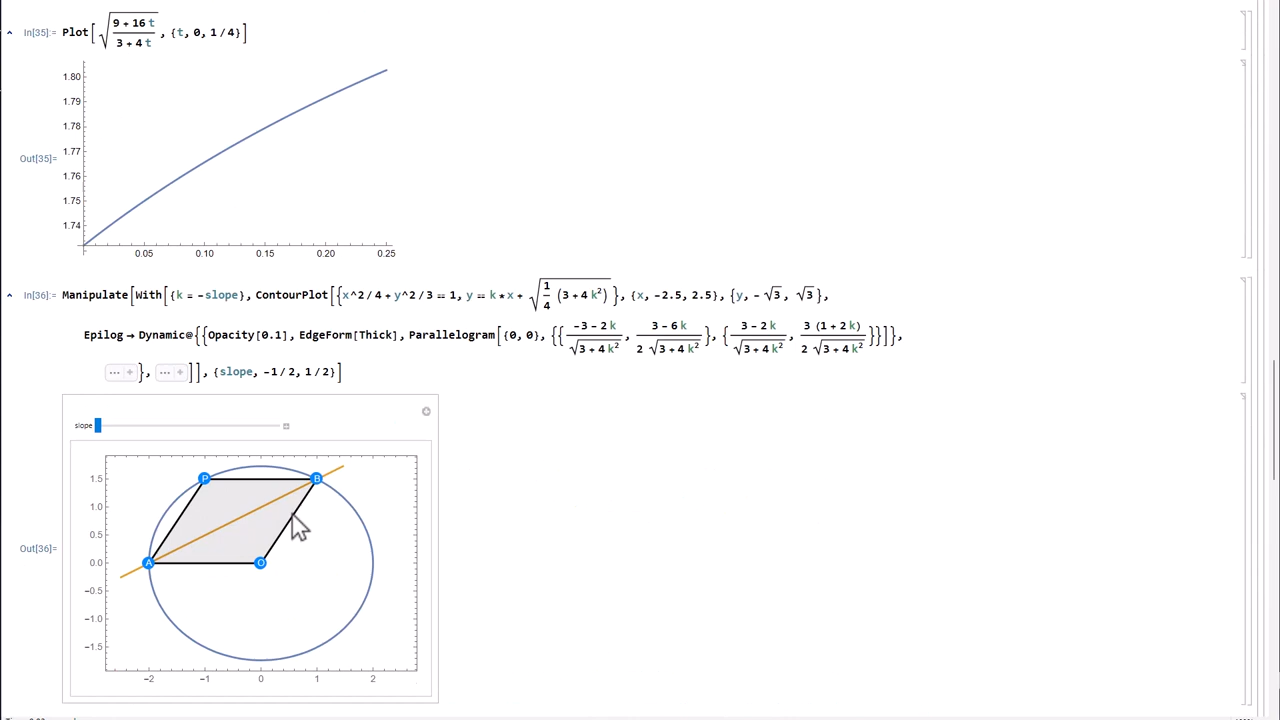 In[35]:= Plot[√((9 + 16 t)/(3 + 4 t)), {t, 0, 1/4}]
1.80
1.79
1.78
1.77
Out[35]=
1.76
1.75
1.74
0.05 0.10 0.15 0.20 0.25
In[36]:= Manipulate[With[{k = -slope}, ContourPlot[{x^2/4 + y^2/3 == 1, y == k*x + √(1/4 (3 + 4 k²))}, {x, -2.5, 2.5}, {y, -√3, √3},
Epilog → Dynamic@{{Opacity[0.1], EdgeForm[Thick], Parallelogram[{0, 0}, {{(-3 - 2 k)/√(3 + 4 k²), (3 - 6 k)/(2 √(3 + 4 k²))}, {(3 - 2 k)/√(3 + 4 k²), (3 (1 + 2 k))/(2 √(3 + 4 k²))}}]},
⋯ +}, ⋯ +]], {slope, -1/2, 1/2}]
slope
1.5 P B
1.0
0.5
Out[36]=
0.0 A O
-0.5
-1.0
-1.5
-2 -1 0 1 2